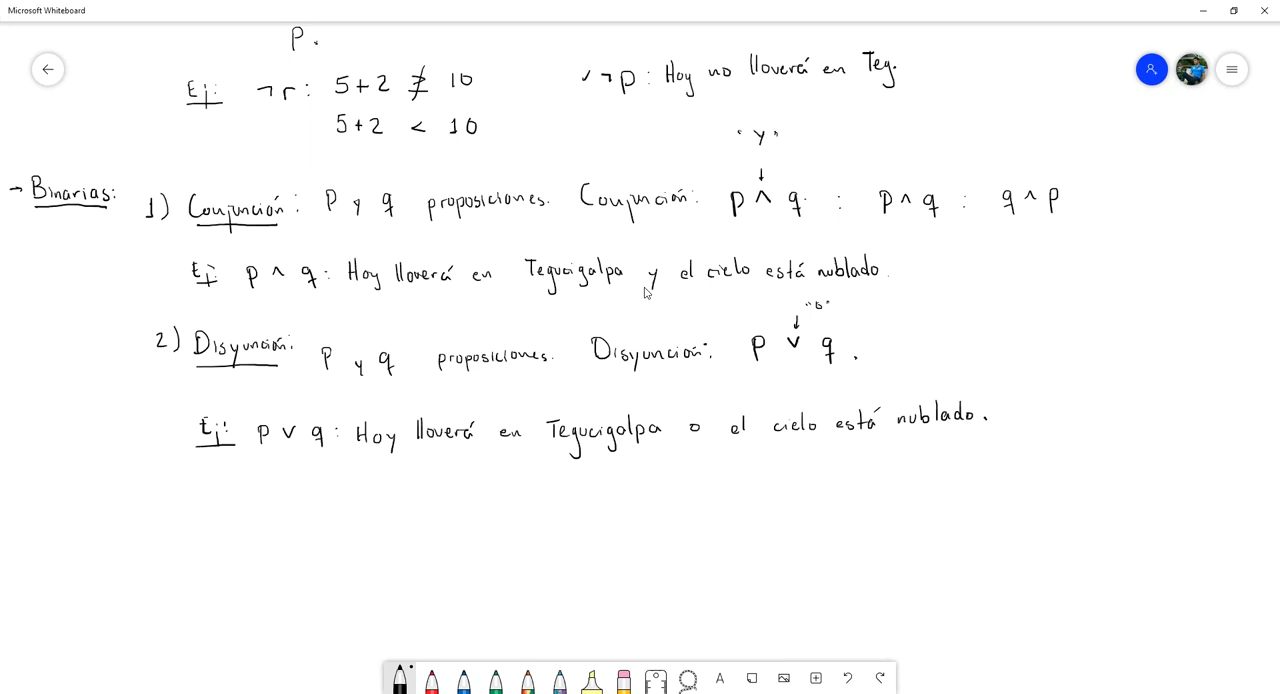 Microsoft Whiteboard
p.
Ej: ¬r: 5+2 ≱ 10
5+2 < 10
✓ ¬p: Hoy no lloverá en Teg.
"y"
↓
→ Binarias:
1) Conjunción: p y q proposiciones. Conjunción: p ∧ q : p ∧ q : q ∧ p
Ej: p ∧ q: Hoy lloverá en Tegucigalpa y el cielo está nublado.
"o"
↓
2) Disyunción: p y q proposiciones. Disyunción: p ∨ q.
Ej: p ∨ q: Hoy lloverá en Tegucigalpa o el cielo está nublado.